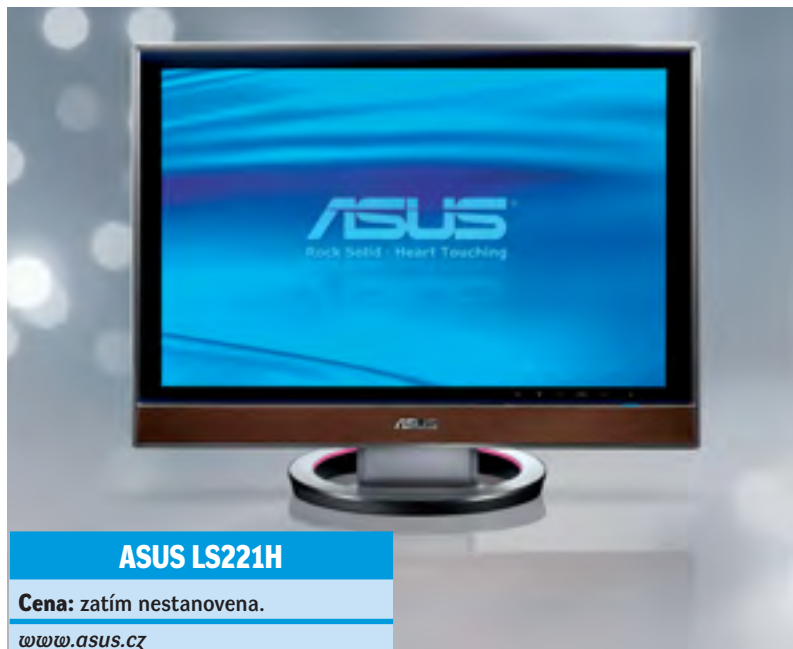 ASUS
Rock Solid · Heart Touching
ASUS
ASUS LS221H
Cena: zatím nestanovena.
www.asus.cz